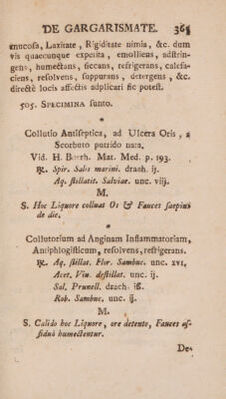 DE GARGARISMATE. 361
mucosa, Laxitate, Rigiditate nimia, &c. dum
vis quaecunque expetita, emolliens, adstrin-
gens, humectans, siccans, refrigerans, calefa-
ciens, resolvens, suppurans, detergens, &c.
directè locis affectis adplicari sic potest.
505. SPECIMINA sunto.
*
Collutio Antiseptica, ad Ulcera Oris, a
Scorbuto putrido nata.
Vid. H. Boerh. Mat. Med. p. 193.
℞. Spir. Salis marini. drach. ij.
Aq. stillatit. Salviae. unc. viij.
M.
S. Hoc Liquore colluat Os & Fauces saepius
de die.
*
Collutorium ad Anginam Inflammatoriam,
Antiphlogisticum, resolvens, refrigerans.
℞. Aq. stillat. Flor. Sambuc. unc. xvi,
Acet. Vin. destillat. unc. ij.
Sal. Prunell. drach. iß.
Rob. Sambuc. unc. ij.
M.
S. Calido hoc Liquore, ore detento, Fauces as-
siduò humectentur.
De-